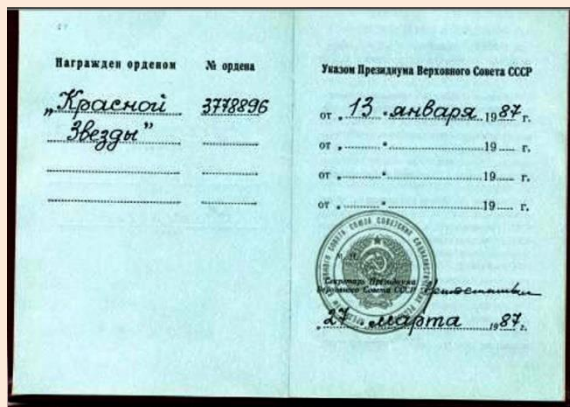 Награжден орденом № ордена
„Красной 3778896
Звезды”
Указом Президиума Верховного Совета СССР
от „ 13 “ января 1987 г.
от „ “ 19 г.
от „ “ 19 г.
от „ “ 19 г.
Секретарь Президиума
Верховного Совета СССР
„27 марта 1987 г.